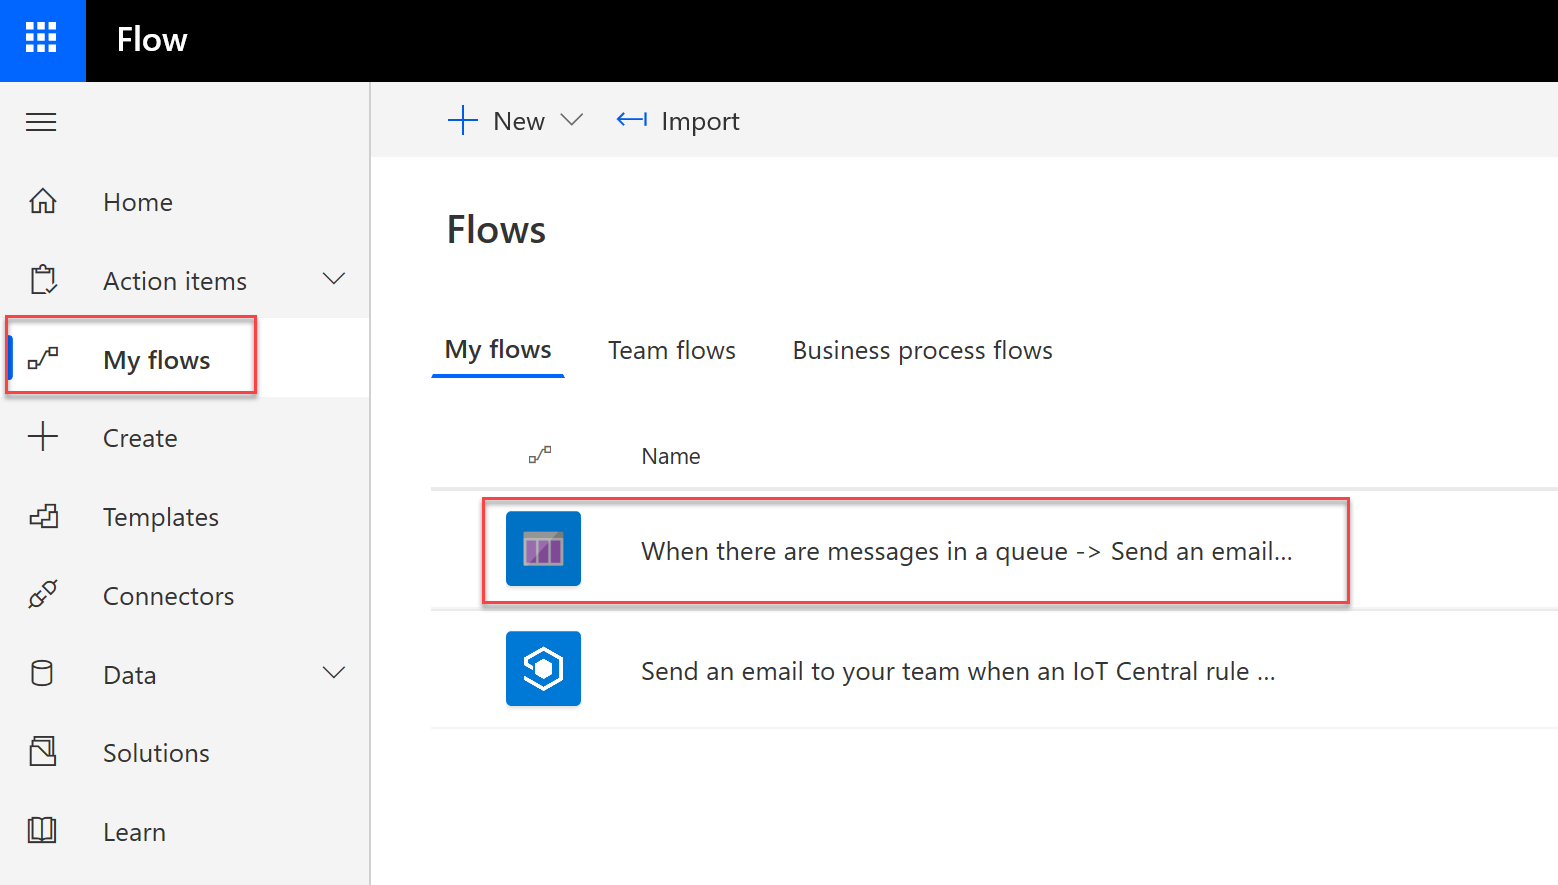 Flow
New
Import
Home
Action items
My flows
Create
Templates
Connectors
Data
Solutions
Learn
Flows
My flows
Team flows
Business process flows
Name
When there are messages in a queue -> Send an email...
Send an email to your team when an IoT Central rule ...